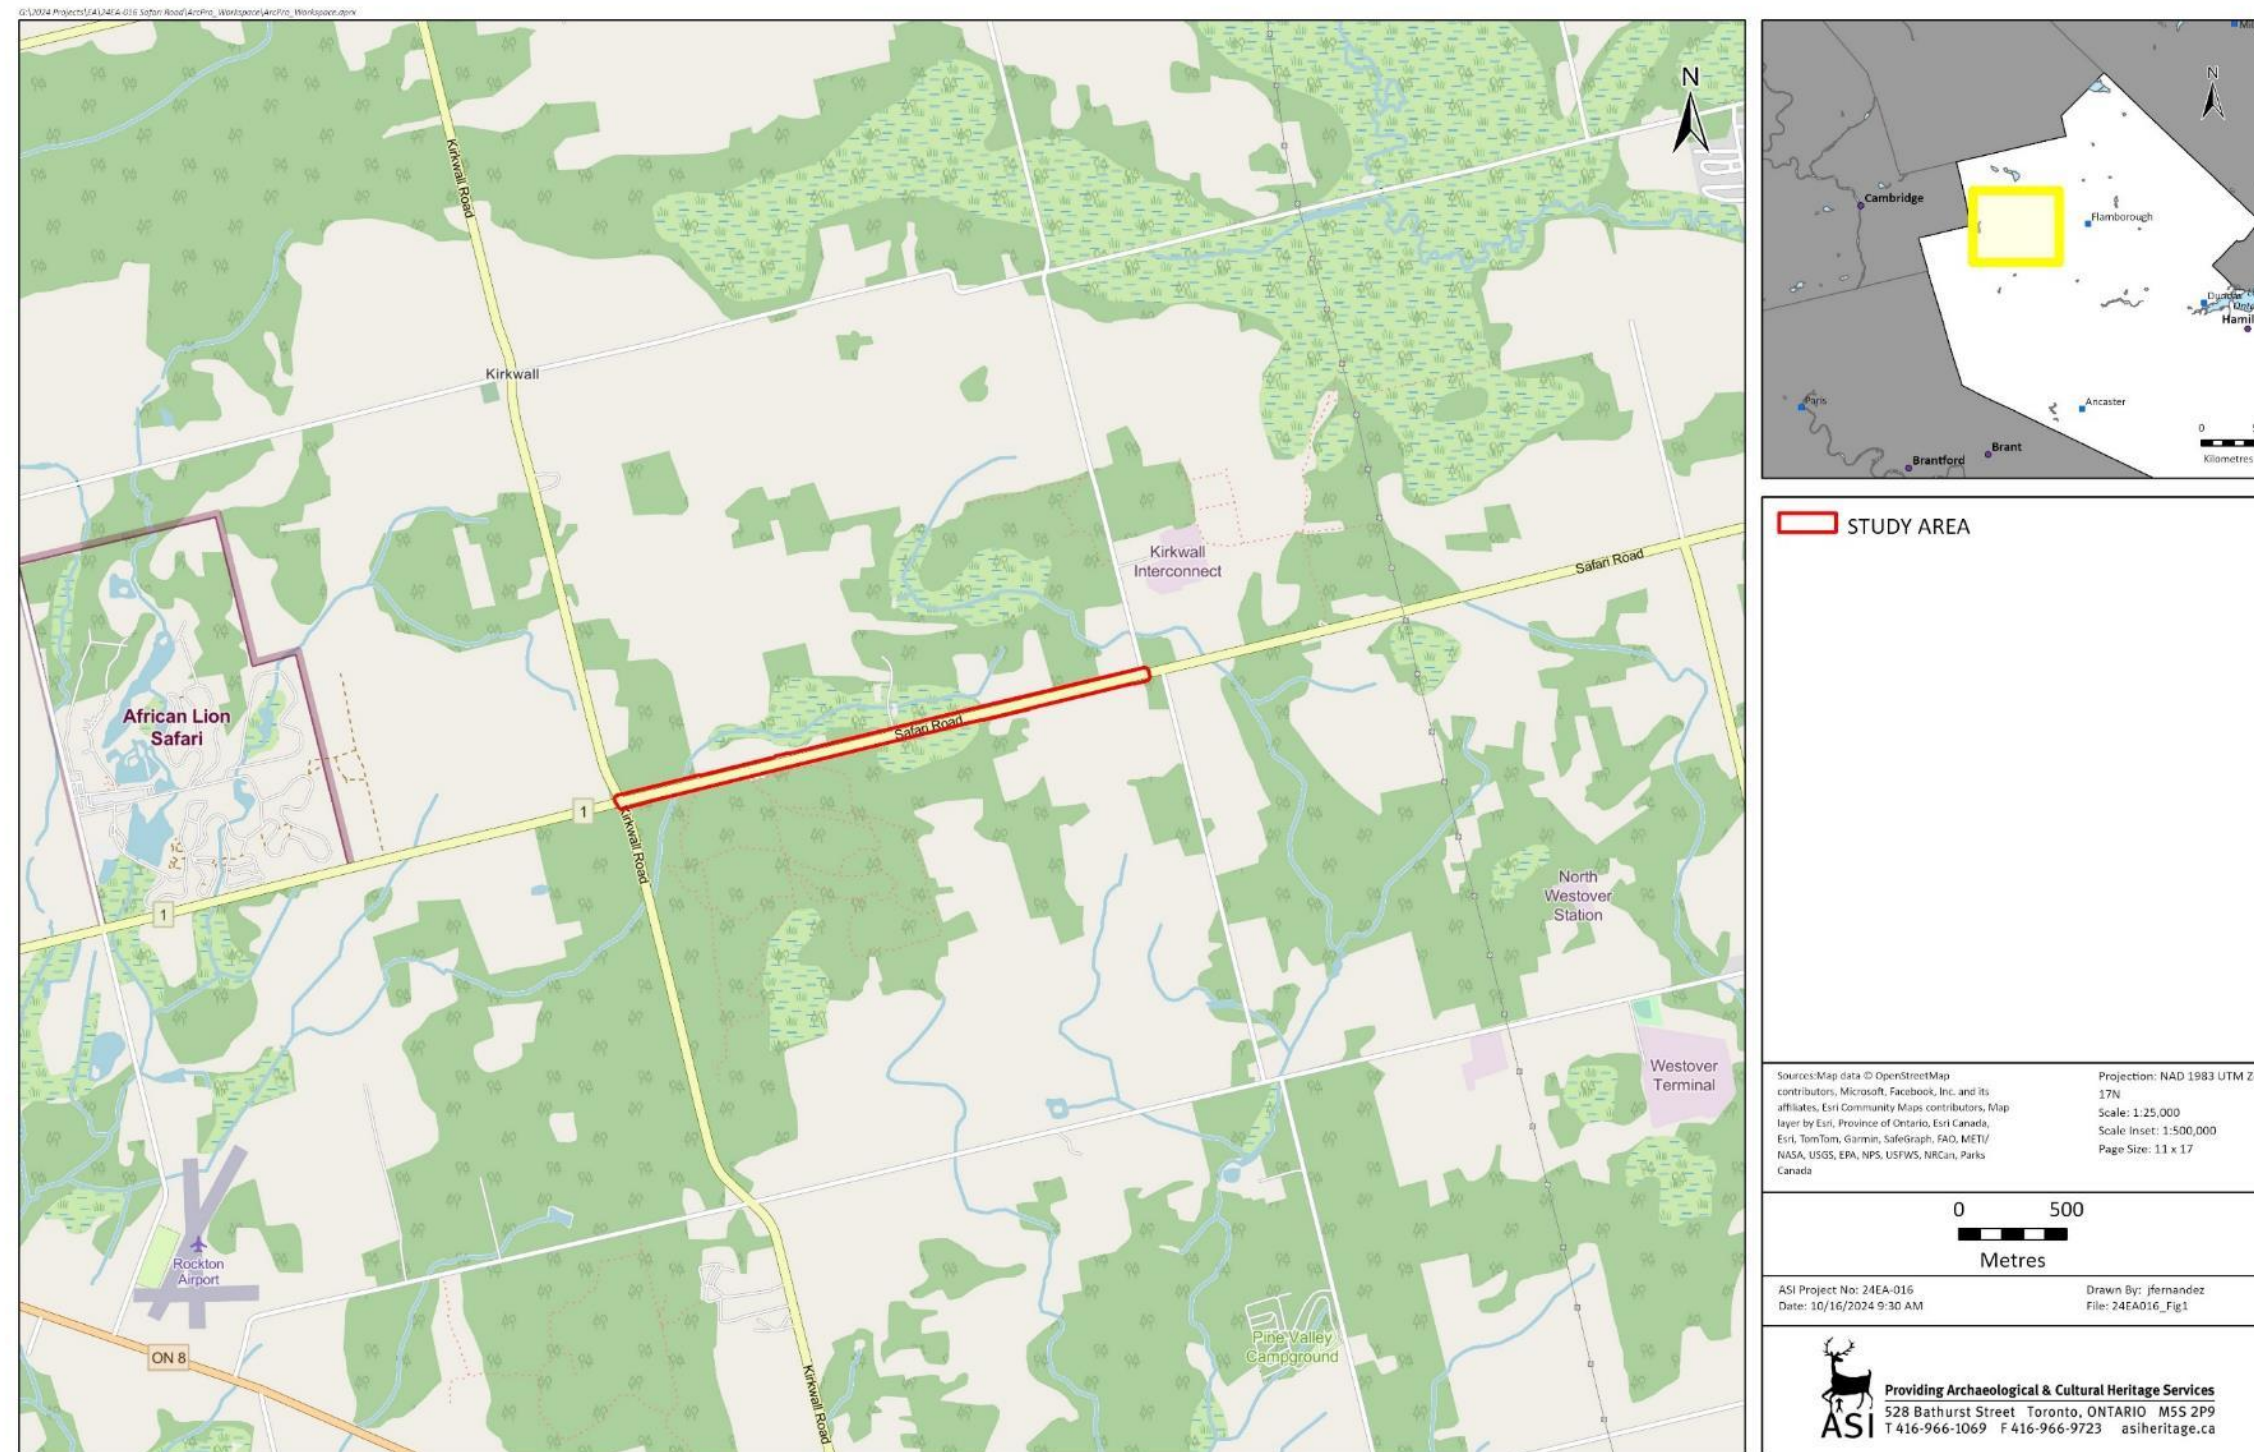 G:\2024 Projects\EA\24EA-016 Safari Road\ArcPro_Workspace\ArcPro_Workspace.aprx
N
Kirkwall Road
Kirkwall
Kirkwall
Interconnect
Safari Road
African Lion
Safari
Safari Road
1
Kirkwall Road
1
North
Westover
Station
Westover
Terminal
Rockton
Airport
ON 8
Pine Valley
Campground
Kirkwall Road
N
Cambridge
Flamborough
Hamil
Ancaster
Paris
Brant
Brantford
0
Kilometres
STUDY AREA
Sources:Map data © OpenStreetMap
contributors, Microsoft, Facebook, Inc. and its
affiliates, Esri Community Maps contributors, Map
layer by Esri, Province of Ontario, Esri Canada,
Esri, TomTom, Garmin, SafeGraph, FAO, METI/
NASA, USGS, EPA, NPS, USFWS, NRCan, Parks
Canada
Projection: NAD 1983 UTM Z
17N
Scale: 1:25,000
Scale Inset: 1:500,000
Page Size: 11 x 17
0 500
Metres
ASI Project No: 24EA-016
Date: 10/16/2024 9:30 AM
Drawn By: jfernandez
File: 24EA016_Fig1
ASI
Providing Archaeological & Cultural Heritage Services
528 Bathurst Street Toronto, ONTARIO M5S 2P9
T 416-966-1069 F 416-966-9723 asiheritage.ca